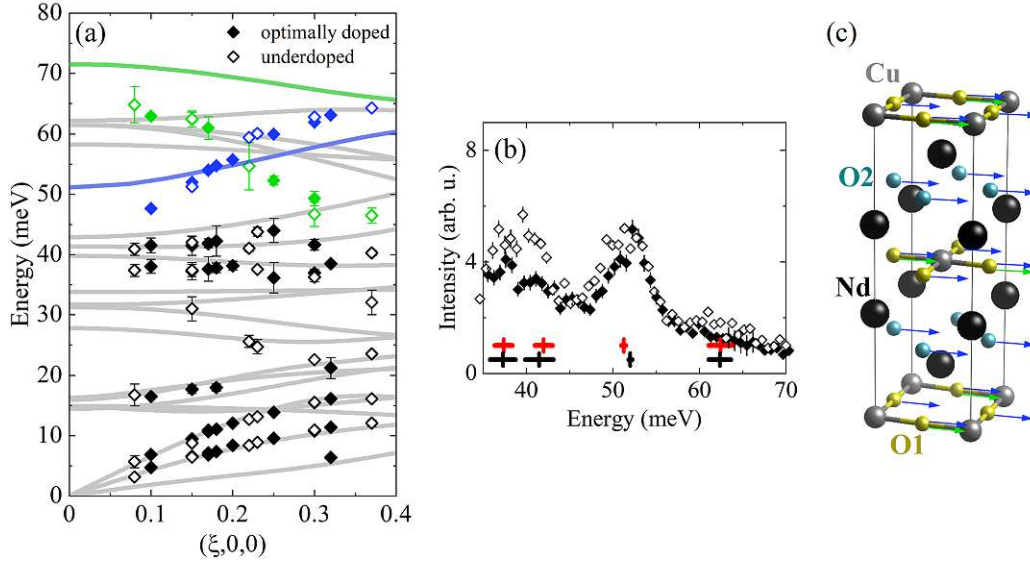 (a)
optimally doped
underdoped
Energy (meV)
80
70
60
50
40
30
20
10
0
0 0.1 0.2 0.3 0.4
(ξ,0,0)
(b)
Intensity (arb. u.)
8
4
0
40 50 60 70
Energy (meV)
(c)
Cu
O2
Nd
O1